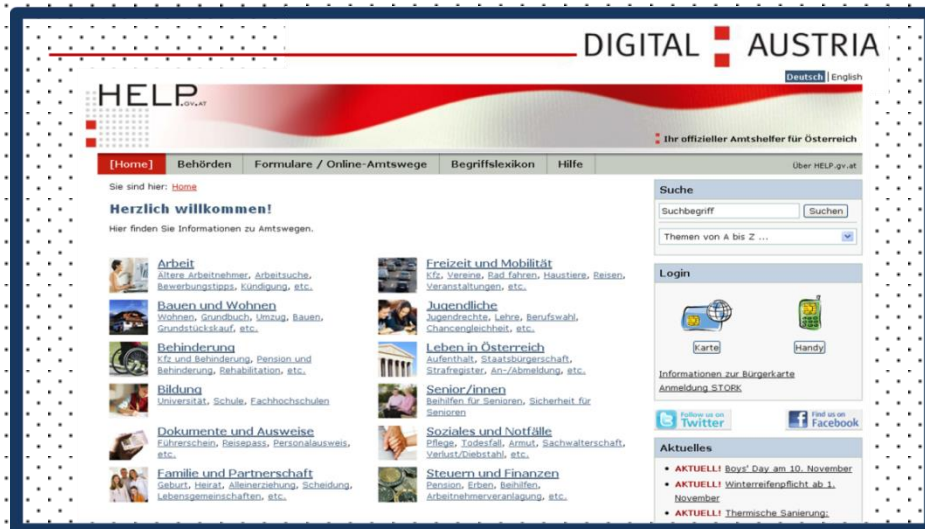 DIGITAL AUSTRIA
Deutsch | English
HELP.GV.AT
Ihr offizieller Amtshelfer für Österreich
[Home] Behörden Formulare / Online-Amtswege Begriffslexikon Hilfe Über HELP.gv.at
Sie sind hier: Home
Herzlich willkommen!
Hier finden Sie Informationen zu Amtswegen.
Arbeit
Ältere Arbeitnehmer, Arbeitsuche,
Bewerbungstipps, Kündigung, etc.
Bauen und Wohnen
Wohnen, Grundbuch, Umzug, Bauen,
Grundstückskauf, etc.
Behinderung
Kfz und Behinderung, Pension und
Behinderung, Rehabilitation, etc.
Bildung
Universität, Schule, Fachhochschulen
Dokumente und Ausweise
Führerschein, Reisepass, Personalausweis,
etc.
Familie und Partnerschaft
Geburt, Heirat, Alleinerziehung, Scheidung,
Lebensgemeinschaften, etc.
Freizeit und Mobilität
Kfz, Vereine, Rad fahren, Haustiere, Reisen,
Veranstaltungen, etc.
Jugendliche
Jugendrechte, Lehre, Berufswahl,
Chancengleichheit, etc.
Leben in Österreich
Aufenthalt, Staatsbürgerschaft,
Strafregister, An-/Abmeldung, etc.
Senior/innen
Beihilfen für Senioren, Sicherheit für
Senioren
Soziales und Notfälle
Pflege, Todesfall, Armut, Sachwalterschaft,
Verlust/Diebstahl, etc.
Steuern und Finanzen
Pension, Erben, Beihilfen,
Arbeitnehmerveranlagung, etc.
Suche
Suchbegriff Suchen
Themen von A bis Z ...
Login
Karte Handy
Informationen zur Bürgerkarte
Anmeldung STORK
Follow us on
Twitter
Find us on
Facebook
Aktuelles
• AKTUELL! Boys' Day am 10. November
• AKTUELL! Winterreifenpflicht ab 1.
November
• AKTUELL! Thermische Sanierung: